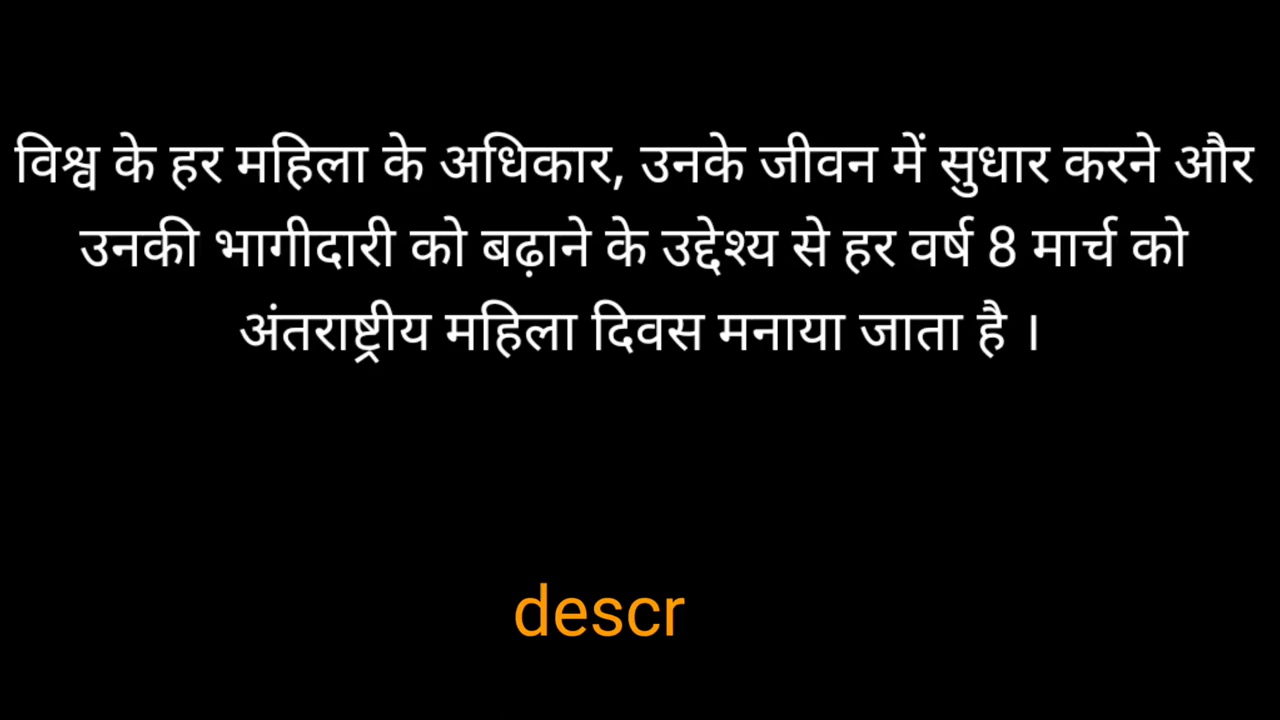 विश्व के हर महिला के अधिकार, उनके जीवन में सुधार करने और
उनकी भागीदारी को बढ़ाने के उद्देश्य से हर वर्ष 8 मार्च को
अंतराष्ट्रीय महिला दिवस मनाया जाता है ।
descr